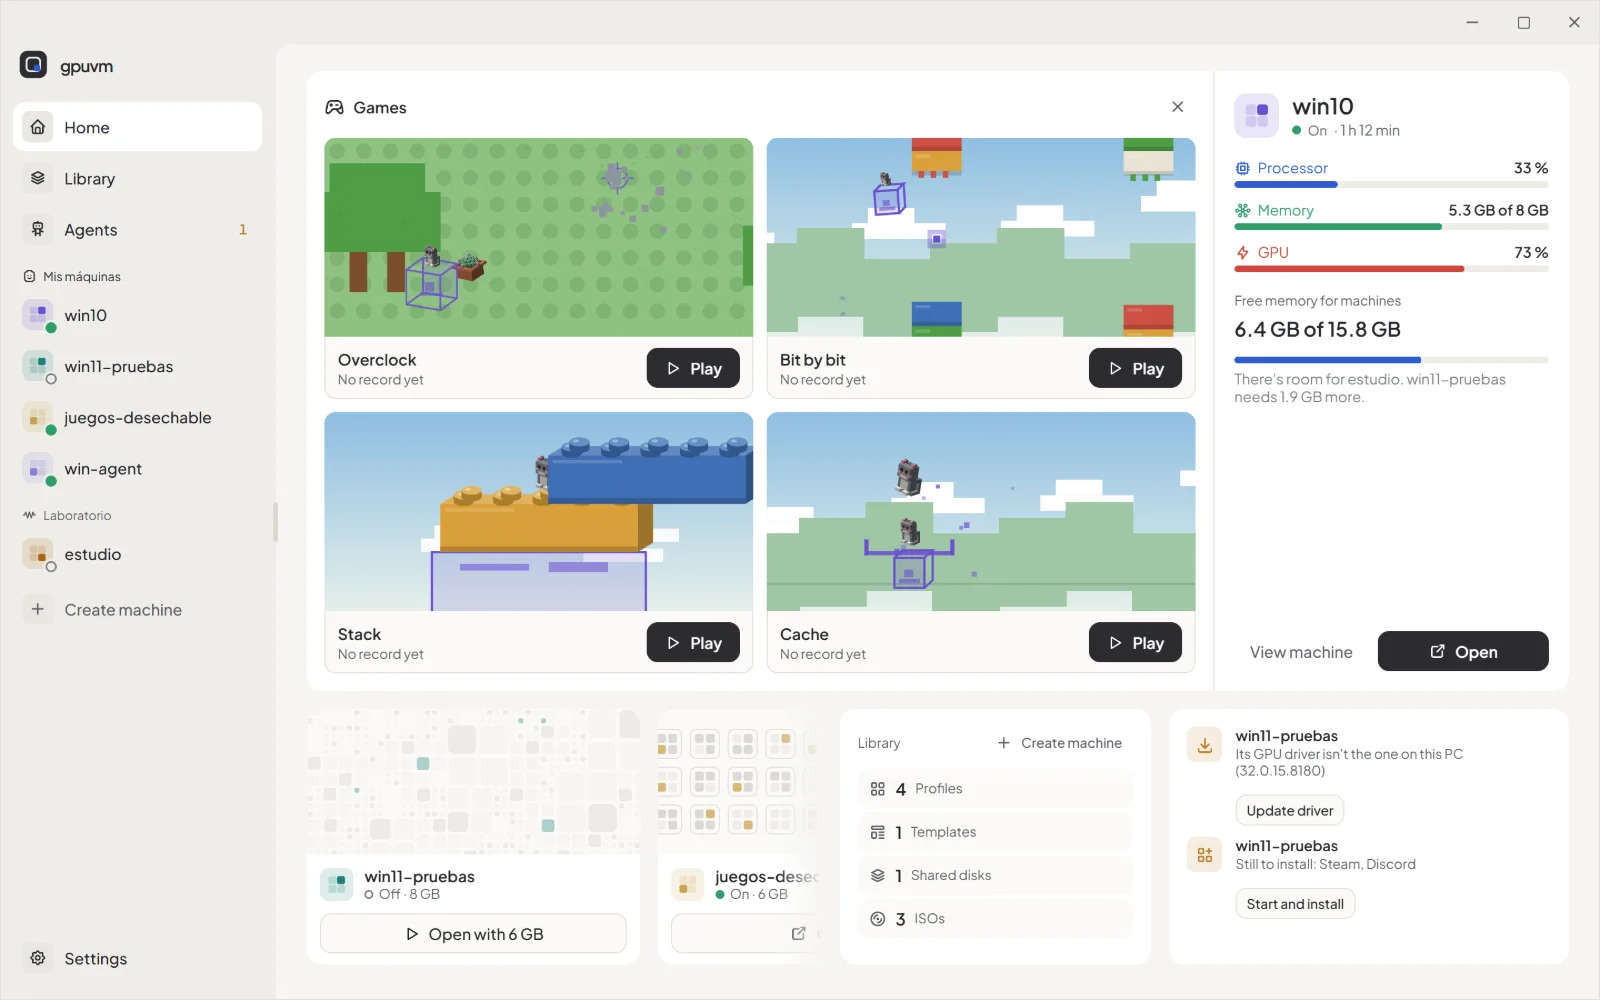 gpuvm
Home
Library
Agents 1
Mis máquinas
win10
win11-pruebas
juegos-desechable
win-agent
Laboratorio
estudio
Create machine
Settings
Games
Overclock
No record yet
Play
Bit by bit
No record yet
Play
Stack
No record yet
Play
Cache
No record yet
Play
win10
On · 1 h 12 min
Processor 33 %
Memory 5.3 GB of 8 GB
GPU 73 %
Free memory for machines
6.4 GB of 15.8 GB
There's room for estudio. win11-pruebas
needs 1.9 GB more.
View machine
Open
win11-pruebas
Off · 8 GB
Open with 6 GB
juegos-desec
On · 6 GB
Library
Create machine
4 Profiles
1 Templates
1 Shared disks
3 ISOs
win11-pruebas
Its GPU driver isn't the one on this PC
(32.0.15.8180)
Update driver
win11-pruebas
Still to install: Steam, Discord
Start and install